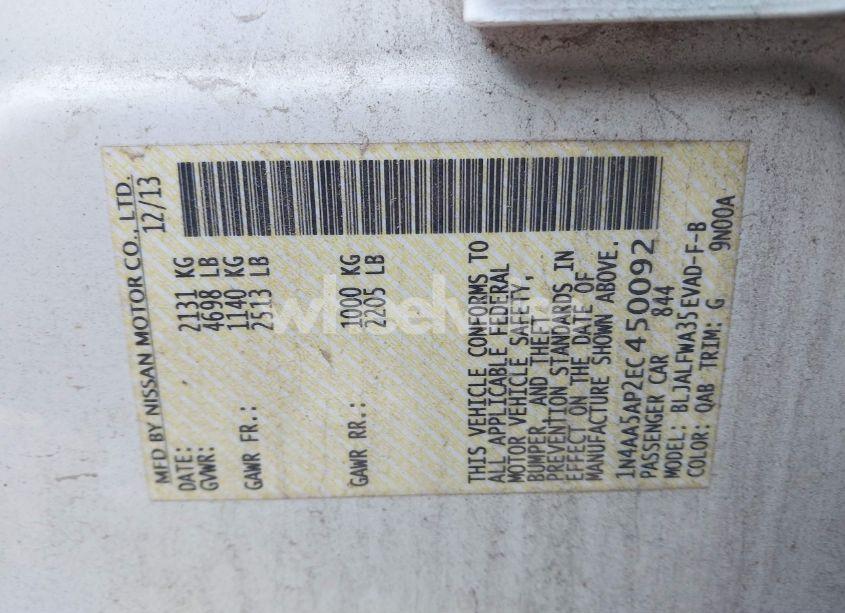 MFD BY NISSAN MOTOR CO., LTD.
DATE: 12/13
GVWR: 2131 KG
4698 LB
GAWR FR.: 1140 KG
2513 LB
GAWR RR.: 1000 KG
2205 LB
THIS VEHICLE CONFORMS TO
ALL APPLICABLE FEDERAL
MOTOR VEHICLE SAFETY,
BUMPER, AND THEFT
PREVENTION STANDARDS IN
EFFECT ON THE DATE OF
MANUFACTURE SHOWN ABOVE.
1N4AA5AP2EC450092
PASSENGER CAR 844
MODEL: BLJALFWA35EVAD-F-B
COLOR: QAB TRIM: G 9N00A